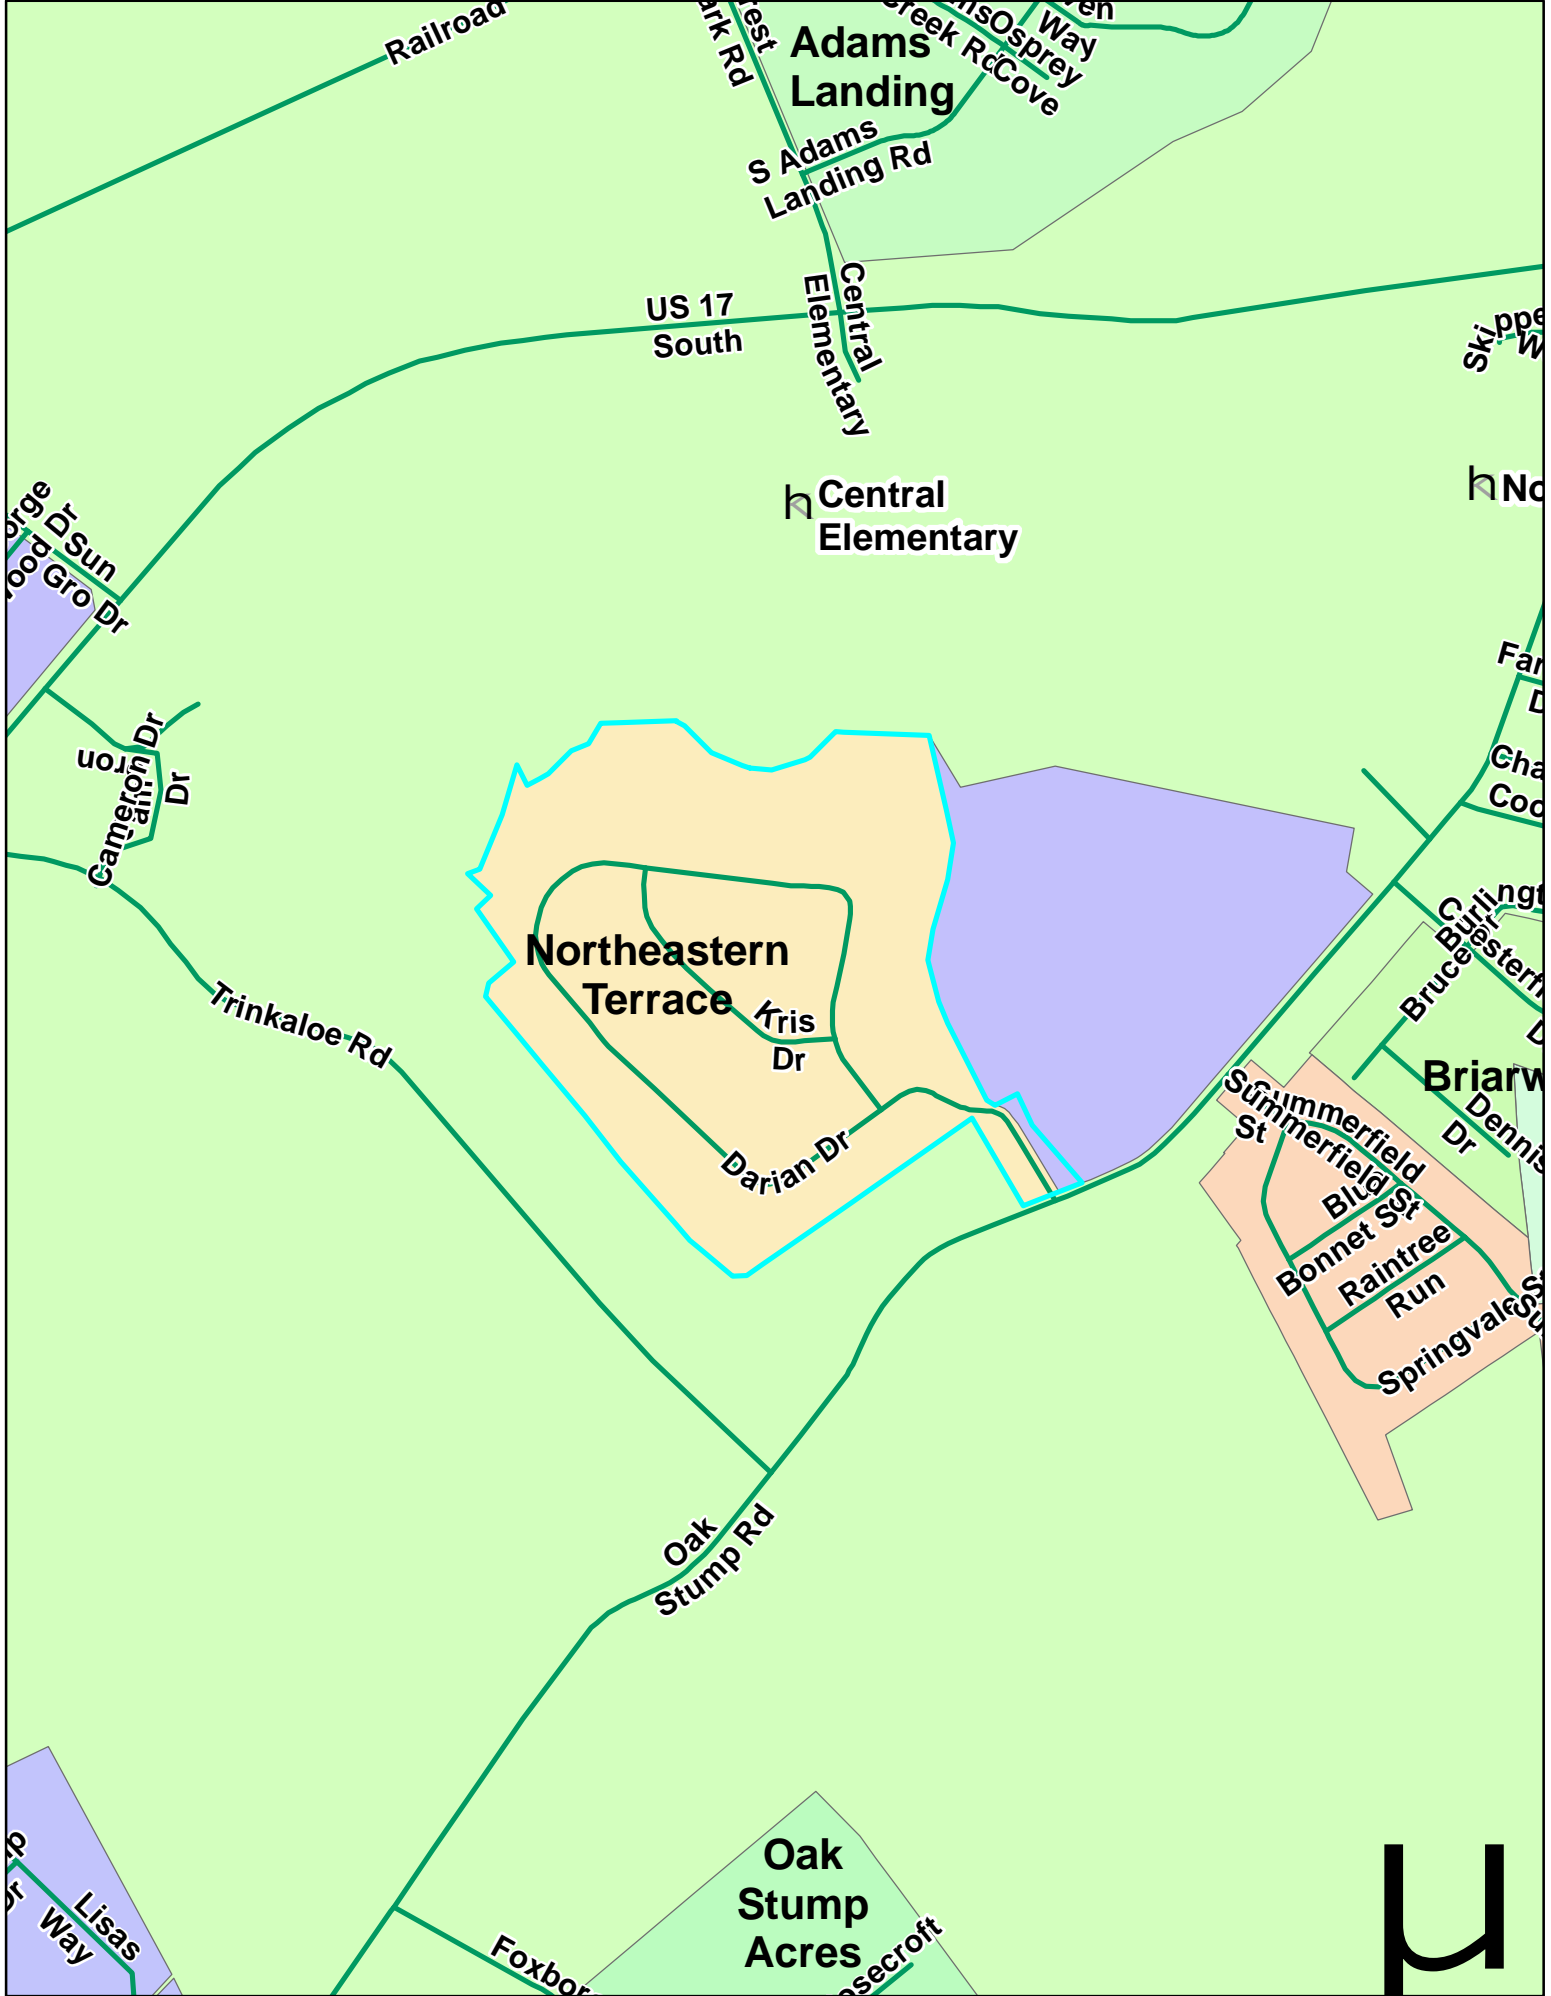 Railroad
Adams
Landing
Way
Osprey
Cove
S Adams
Landing Rd
US 17
South
Central
Elementary
Central
Elementary
Sun
Gro Dr
Cameron Dr
Dr
Northeastern
Terrace
Kris
Dr
Darian Dr
Trinkaloe Rd
Oak
Stump Rd
Bruce
Dennis
Dr
Summerfield
St
Summerfield St
Bonnet St
Raintree
Run
Springvale
Oak
Stump
Acres
Lisas
Way
µ